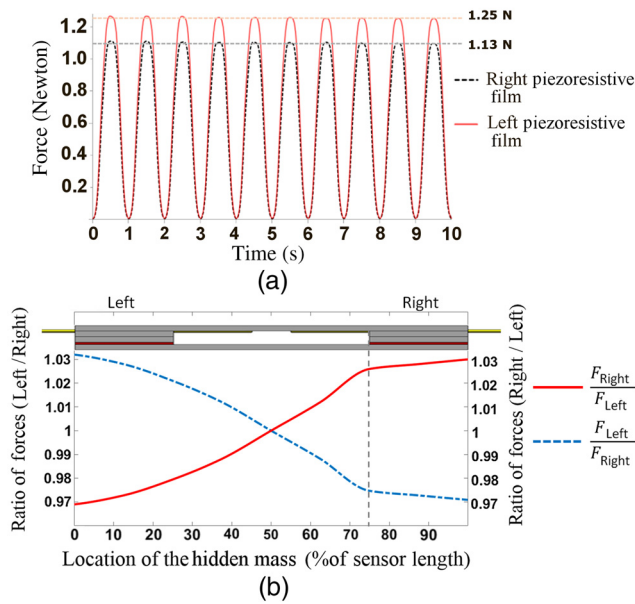 1.25 N
1.13 N
1.2
1.0
0.8
0.6
0.4
0.2
Force (Newton)
Right piezoresistive
film
Left piezoresistive
film
0 1 2 3 4 5 6 7 8 9 10
Time (s)
(a)
Left Right
Ratio of forces (Left /Right)
1.03
1.02
1.01
1
0.99
0.98
0.97
1.03
1.02
1.01
1
0.99
0.98
0.97
Ratio of forces (Right / Left)
F_Right
F_Left
F_Left
F_Right
0 10 20 30 40 50 60 70 80 90
Location of the hidden mass (%of sensor length)
(b)